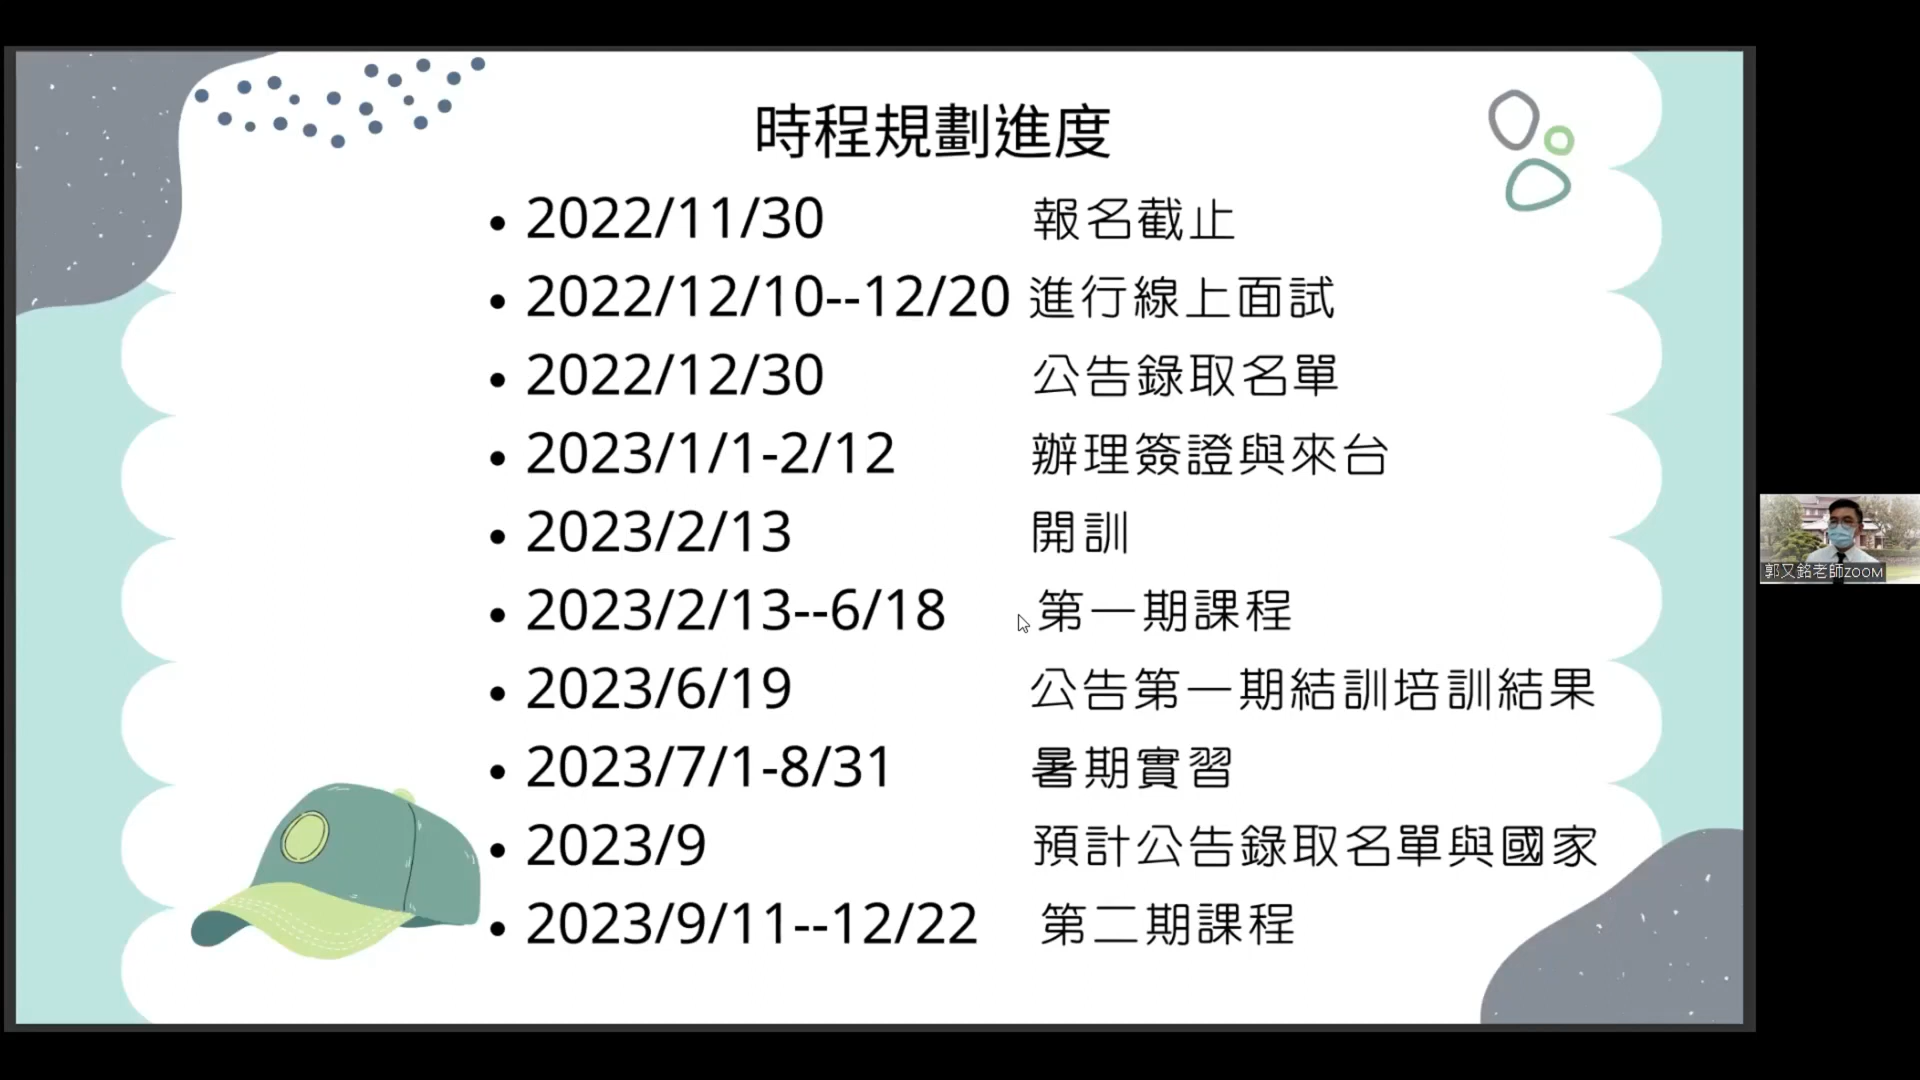 時程規劃進度
• 2022/11/30 報名截止
• 2022/12/10--12/20 進行線上面試
• 2022/12/30 公告錄取名單
• 2023/1/1-2/12 辦理簽證與來台
• 2023/2/13 開訓
• 2023/2/13--6/18 第一期課程
• 2023/6/19 公告第一期結訓培訓結果
• 2023/7/1-8/31 暑期實習
• 2023/9 預計公告錄取名單與國家
• 2023/9/11--12/22 第二期課程
郭又銘老師ZOOM